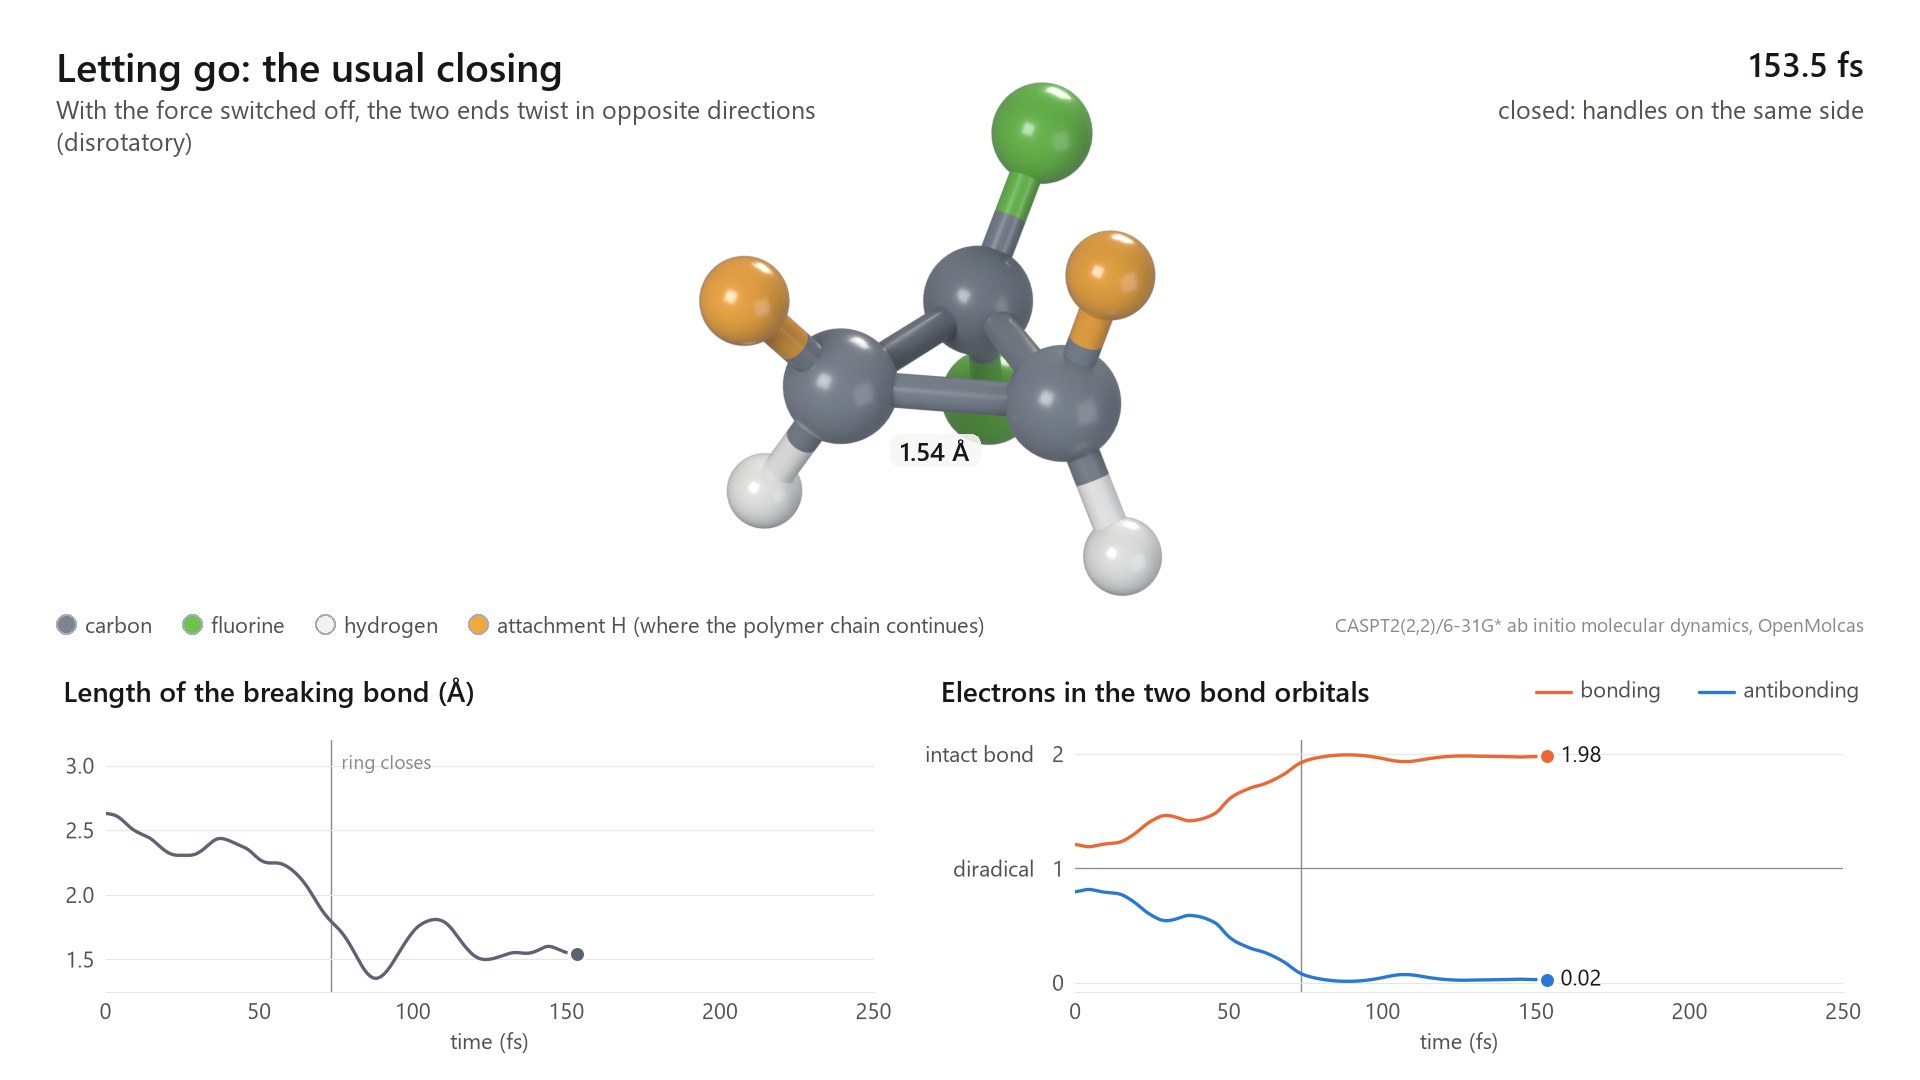 Letting go: the usual closing
With the force switched off, the two ends twist in opposite directions
(disrotatory)
153.5 fs
closed: handles on the same side
1.54 Å
carbon
fluorine
hydrogen
attachment H (where the polymer chain continues)
CASPT2(2,2)/6-31G* ab initio molecular dynamics, OpenMolcas
Length of the breaking bond (Å)
ring closes
3.0
2.5
2.0
1.5
0 50 100 150 200 250
time (fs)
Electrons in the two bond orbitals
bonding
antibonding
intact bond 2
1.98
diradical 1
0
0.02
0 50 100 150 200 250
time (fs)